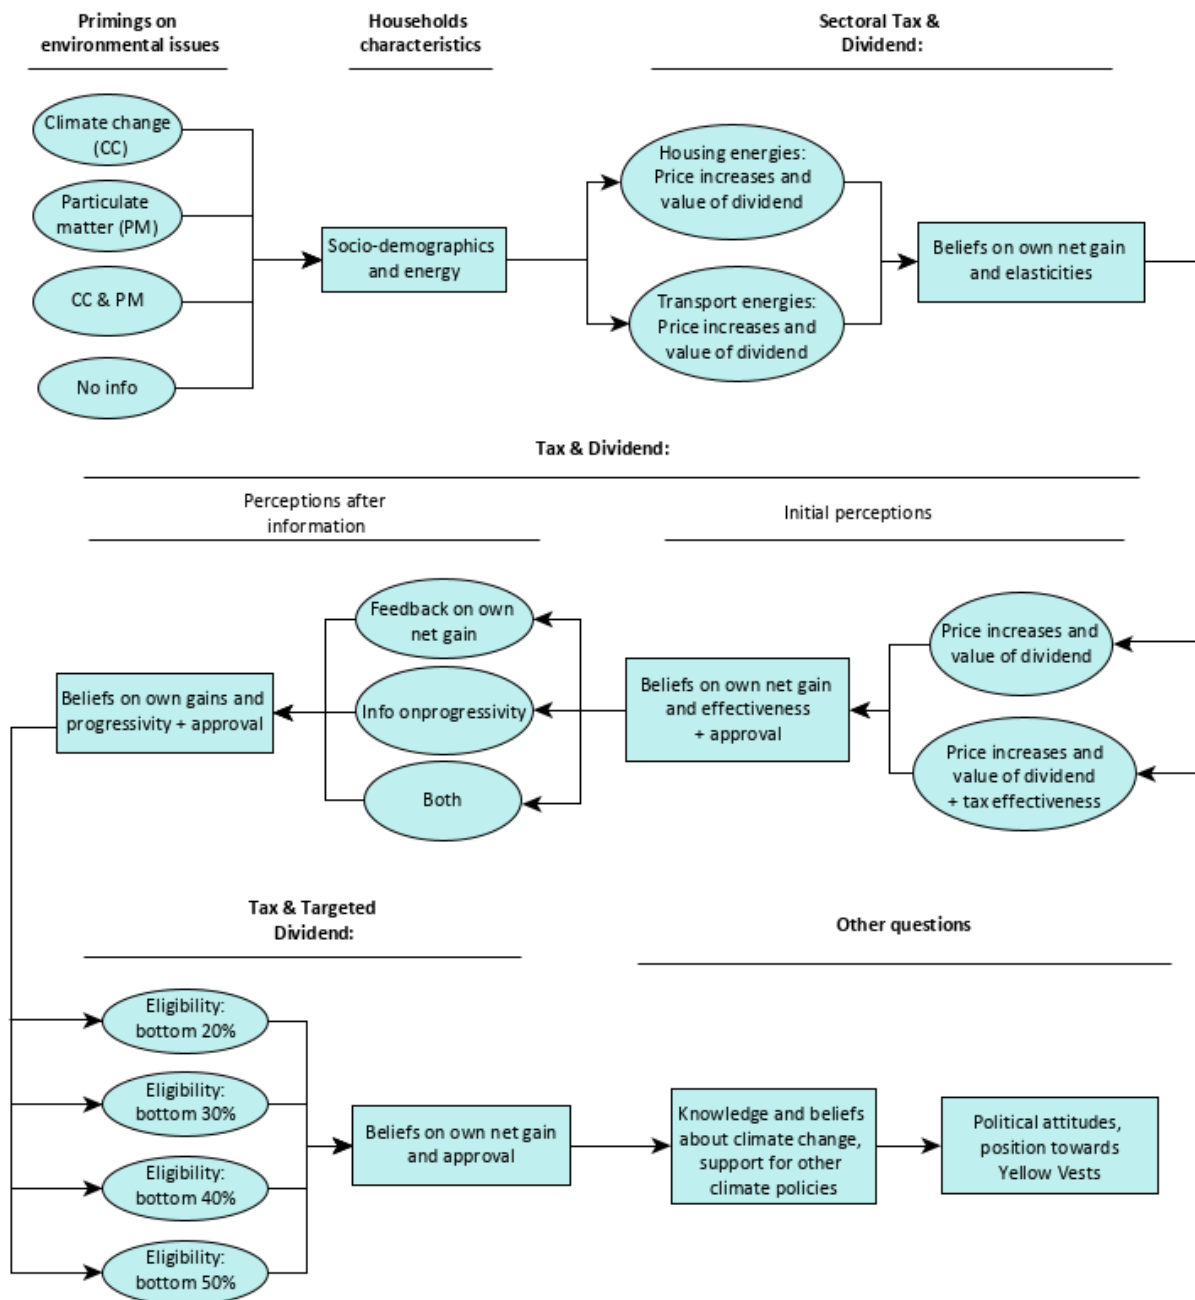 Primings on
environmental issues
Households
characteristics
Sectoral Tax &
Dividend:
Climate change
(CC)
Particulate
matter (PM)
CC & PM
No info
Socio-demographics
and energy
Housing energies:
Price increases and
value of dividend
Transport energies:
Price increases and
value of dividend
Beliefs on own net gain
and elasticities
Tax & Dividend:
Perceptions after
information
Initial perceptions
Price increases and
value of dividend
Price increases and
value of dividend
+ tax effectiveness
Beliefs on own net gain
and effectiveness
+ approval
Feedback on own
net gain
Info onprogressivity
Both
Beliefs on own gains and
progressivity + approval
Tax & Targeted
Dividend:
Other questions
Eligibility:
bottom 20%
Eligibility:
bottom 30%
Eligibility:
bottom 40%
Eligibility:
bottom 50%
Beliefs on own net gain
and approval
Knowledge and beliefs
about climate change,
support for other
climate policies
Political attitudes,
position towards
Yellow Vests